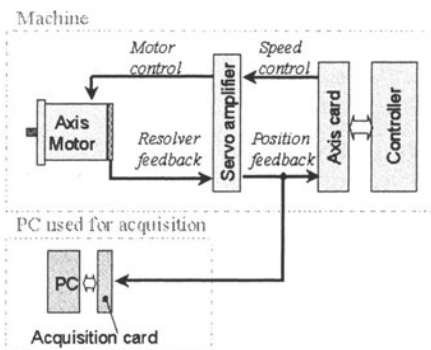 Machine
Motor
control
Speed
control
Axis
Motor
Servo amplifier
Axis card
Controller
Resolver
feedback
Position
feedback
PC used for acquisition
PC
Acquisition card